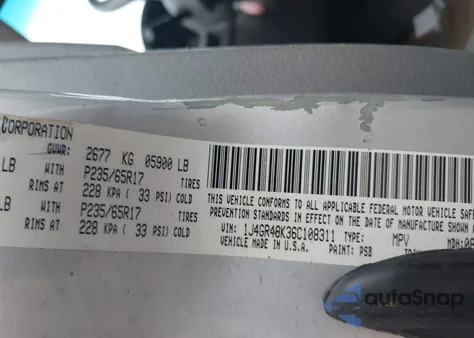 CORPORATION
GVWR: 2677 KG 05900 LB
LB WITH P235/65R17 TIRES
RIMS AT 228 KPA ( 33 PSI) COLD
LB WITH P235/65R17 TIRES
RIMS AT 228 KPA ( 33 PSI) COLD
THIS VEHICLE CONFORMS TO ALL APPLICABLE FEDERAL MOTOR VEHICLE
PREVENTION STANDARDS IN EFFECT ON THE DATE OF MANUFACTURE SHOWN
VIN: 1J4GR48K36C108311 TYPE: MPV MDH:
VEHICLE MADE IN U.S.A. PAINT: PSB
autoSnap